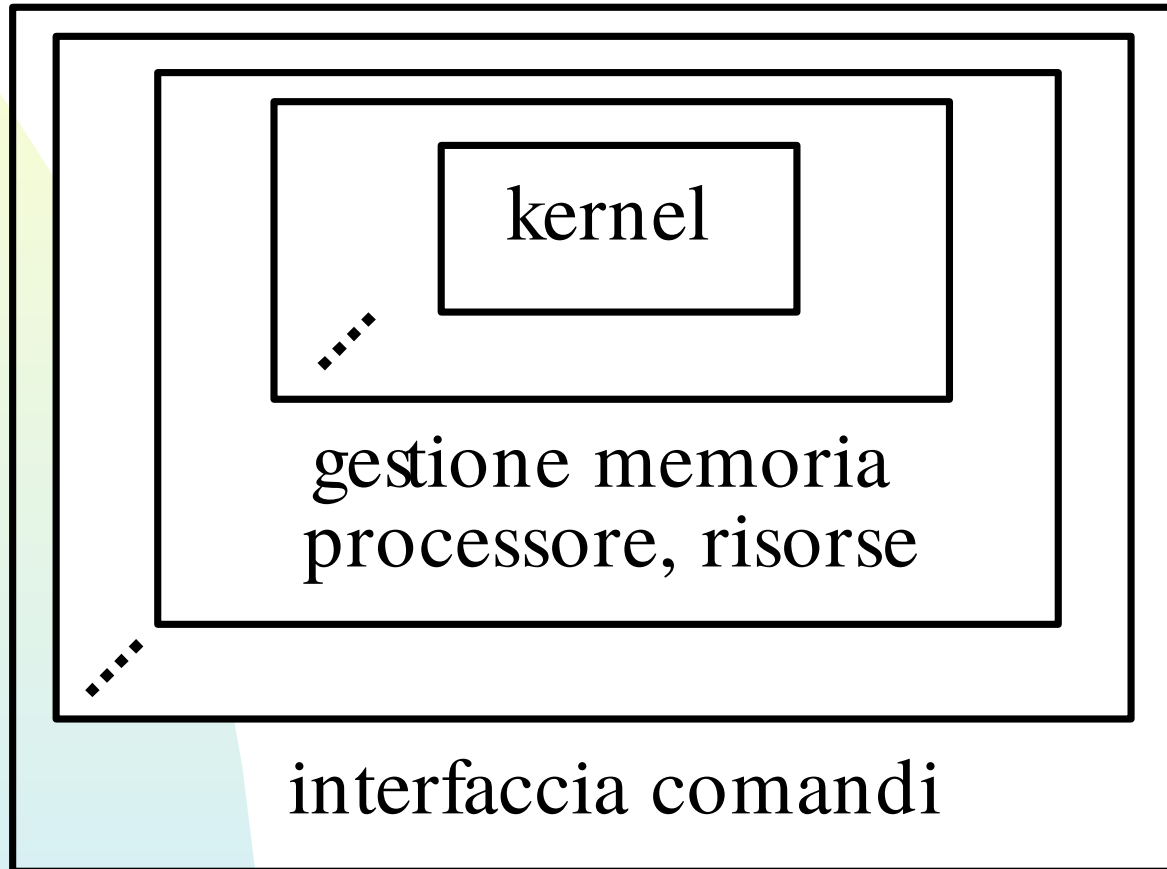 kernel
gestione memoria
processore, risorse
interfaccia comandi